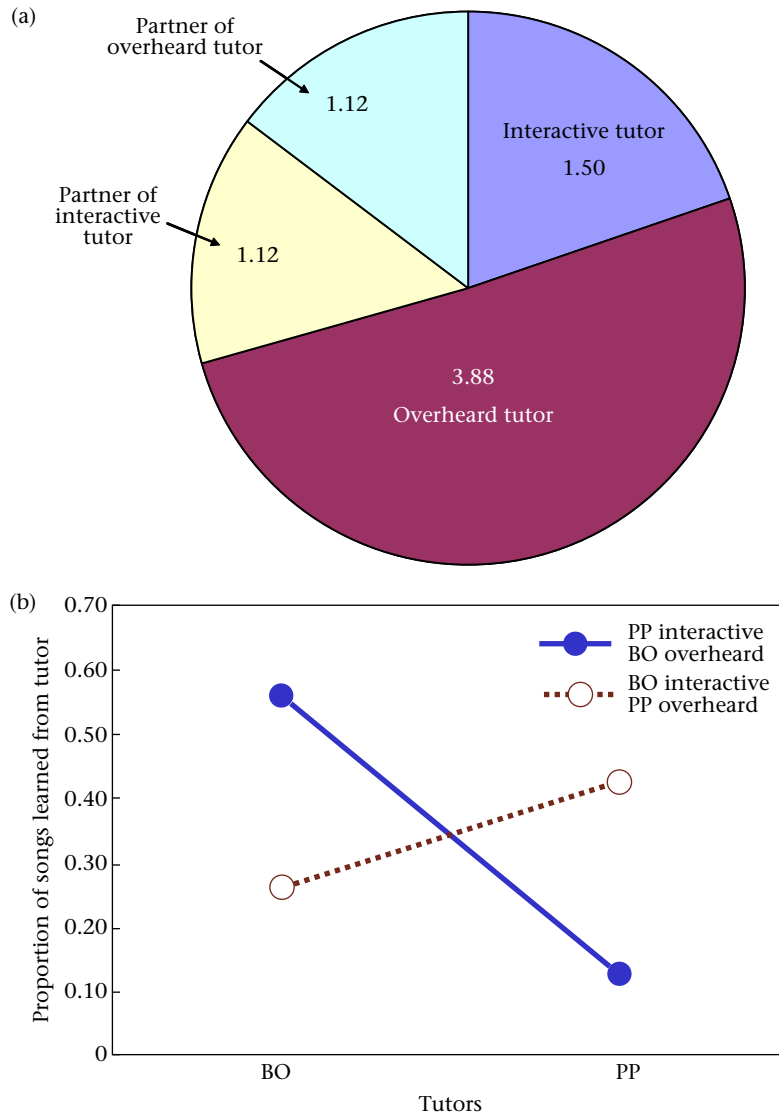 (a)
Partner of
overheard tutor
1.12
Interactive tutor
1.50
Partner of
interactive
tutor
1.12
3.88
Overheard tutor
(b)
0.70
0.60
0.50
0.40
0.30
0.20
0.10
0
Proportion of songs learned from tutor
PP interactive
BO overheard
BO interactive
PP overheard
BO
PP
Tutors